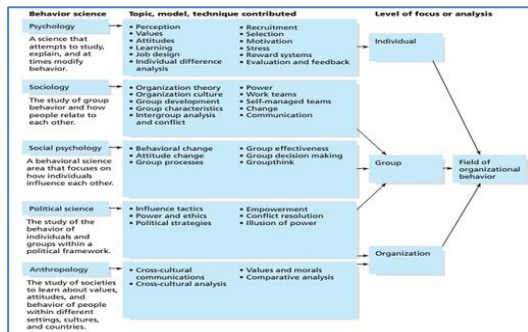 Behavior science
Topic, model, technique contributed
Level of focus or analysis
Psychology
A science that
attempts to study,
explain, and at
times modify
behavior.
• Perception
• Values
• Attitudes
• Learning
• Job design
• Individual difference
analysis
• Recruitment
• Selection
• Motivation
• Stress
• Reward systems
• Evaluation and feedback
Individual
Sociology
The study of group
behavior and how
people relate to
each other.
• Organization theory
• Organization culture
• Group development
• Group characteristics
• Intergroup analysis
and conflict
• Power
• Work teams
• Self-managed teams
• Change
• Communication
Social psychology
A behavioral science
area that focuses on
how individuals
influence each other.
• Behavioral change
• Attitude change
• Group processes
• Group effectiveness
• Group decision making
• Groupthink
Group
Field of
organizational
behavior
Political science
The study of the
behavior of
individuals and
groups within a
political framework.
• Influence tactics
• Power and ethics
• Political strategies
• Empowerment
• Conflict resolution
• Illusion of power
Organization
Anthropology
The study of societies
to learn about values,
attitudes, and
behavior of people
within different
settings, cultures,
and countries.
• Cross-cultural
communications
• Cross-cultural analysis
• Values and morals
• Comparative analysis